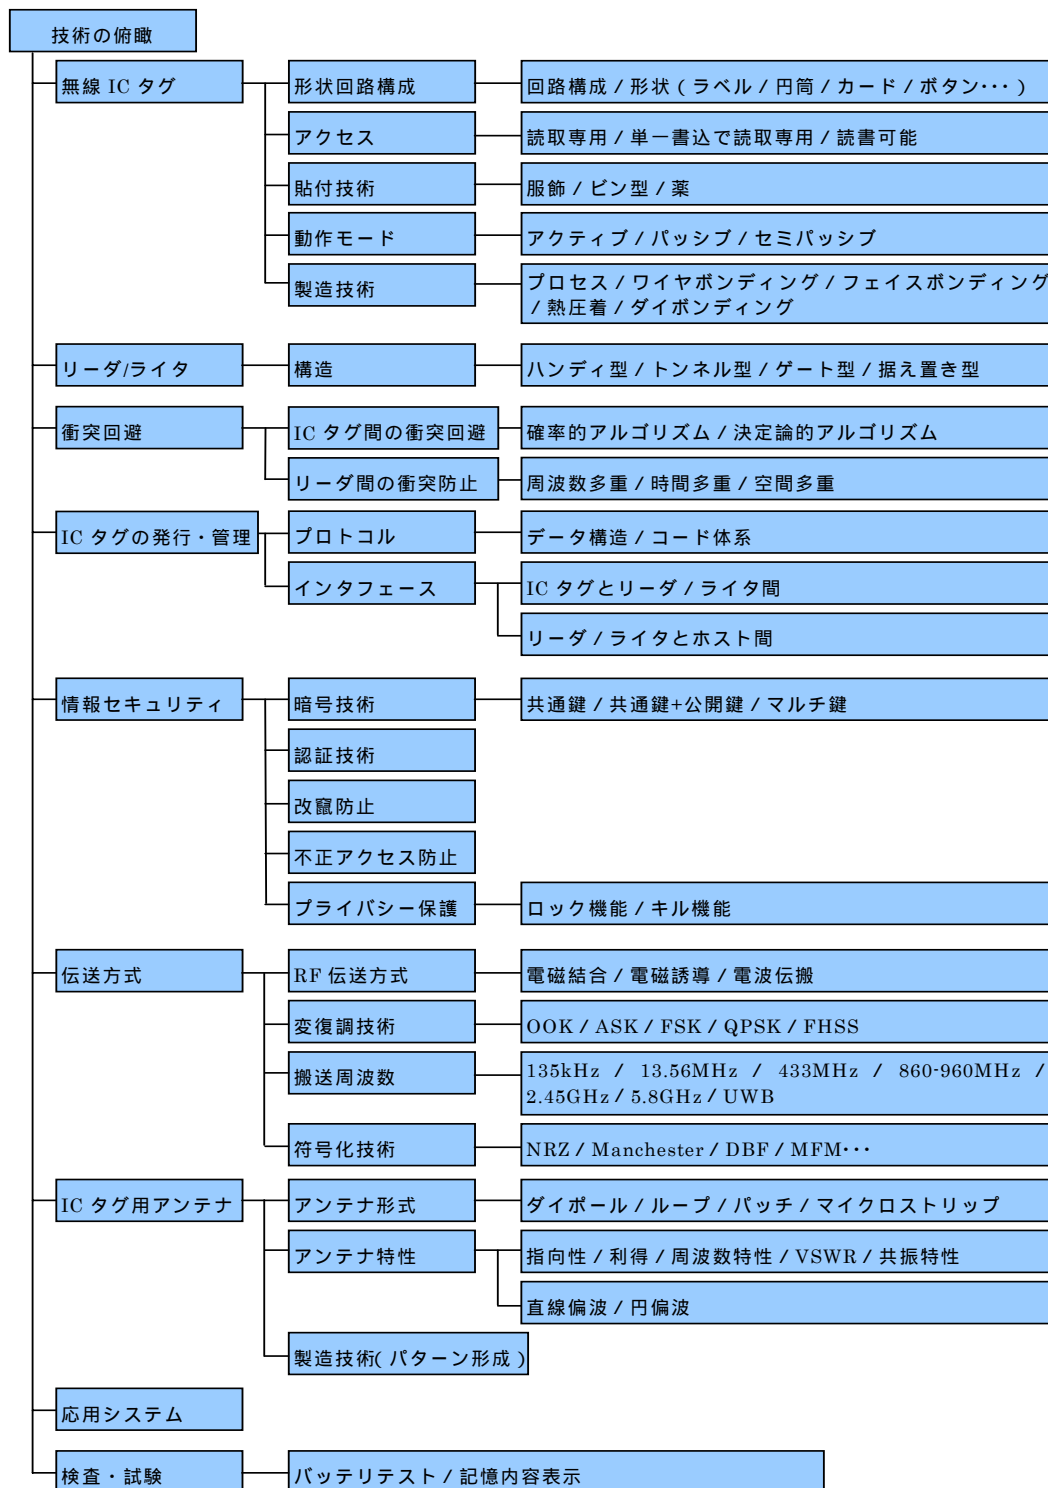 技術の俯瞰
無線 IC タグ
形状回路構成
回路構成 / 形状 ( ラベル / 円筒 / カード / ボタン･･･ )
アクセス
読取専用 / 単一書込で読取専用 / 読書可能
貼付技術
服飾 / ビン型 / 薬
動作モード
アクティブ / パッシブ / セミパッシブ
製造技術
プロセス / ワイヤボンディング / フェイスボンディング
/ 熱圧着 / ダイボンディング
リーダ/ライタ
構造
ハンディ型 / トンネル型 / ゲート型 / 据え置き型
衝突回避
IC タグ間の衝突回避
確率的アルゴリズム / 決定論的アルゴリズム
リーダ間の衝突防止
周波数多重 / 時間多重 / 空間多重
IC タグの発行・管理
プロトコル
データ構造 / コード体系
インタフェース
IC タグとリーダ / ライタ間
リーダ / ライタとホスト間
情報セキュリティ
暗号技術
共通鍵 / 共通鍵+公開鍵 / マルチ鍵
認証技術
改竄防止
不正アクセス防止
プライバシー保護
ロック機能 / キル機能
伝送方式
RF 伝送方式
電磁結合 / 電磁誘導 / 電波伝搬
変復調技術
OOK / ASK / FSK / QPSK / FHSS
搬送周波数
135kHz / 13.56MHz / 433MHz / 860-960MHz /
2.45GHz / 5.8GHz / UWB
符号化技術
NRZ / Manchester / DBF / MFM･･･
IC タグ用アンテナ
アンテナ形式
ダイポール / ループ / パッチ / マイクロストリップ
アンテナ特性
指向性 / 利得 / 周波数特性 / VSWR / 共振特性
直線偏波 / 円偏波
製造技術( パターン形成 )
応用システム
検査・試験
バッテリテスト / 記憶内容表示